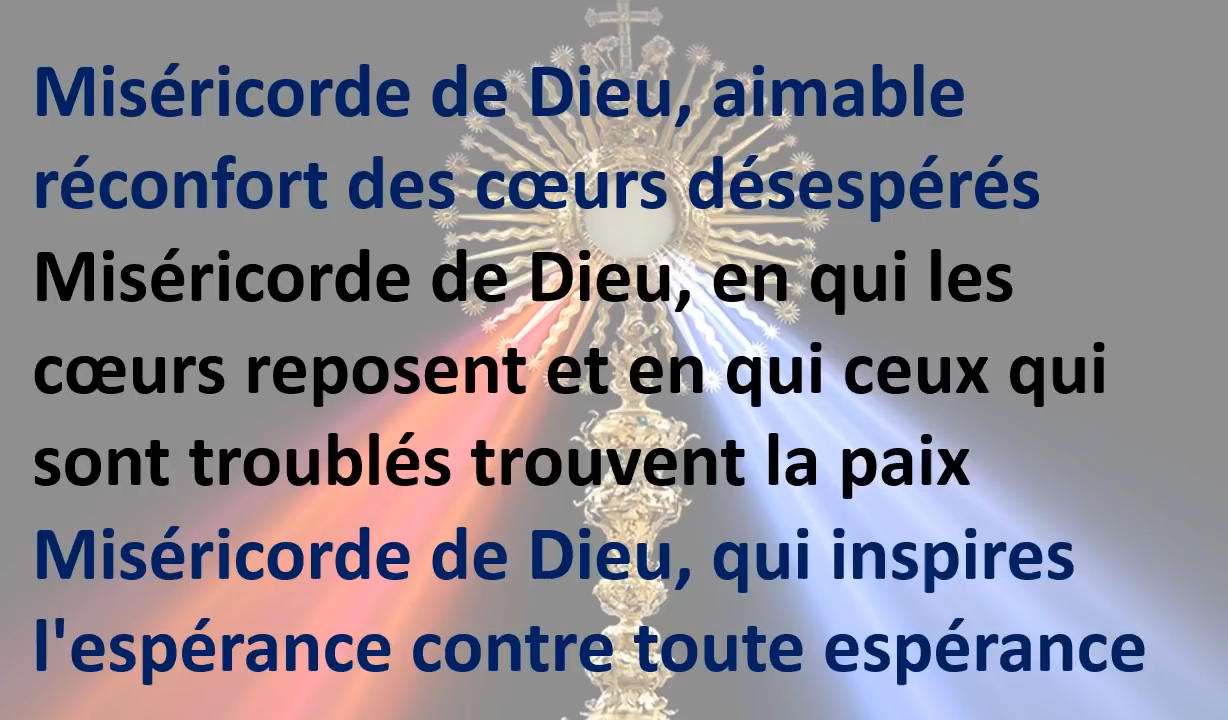 Miséricorde de Dieu, aimable
réconfort des cœurs désespérés
Miséricorde de Dieu, en qui les
cœurs reposent et en qui ceux qui
sont troublés trouvent la paix
Miséricorde de Dieu, qui inspires
l'espérance contre toute espérance